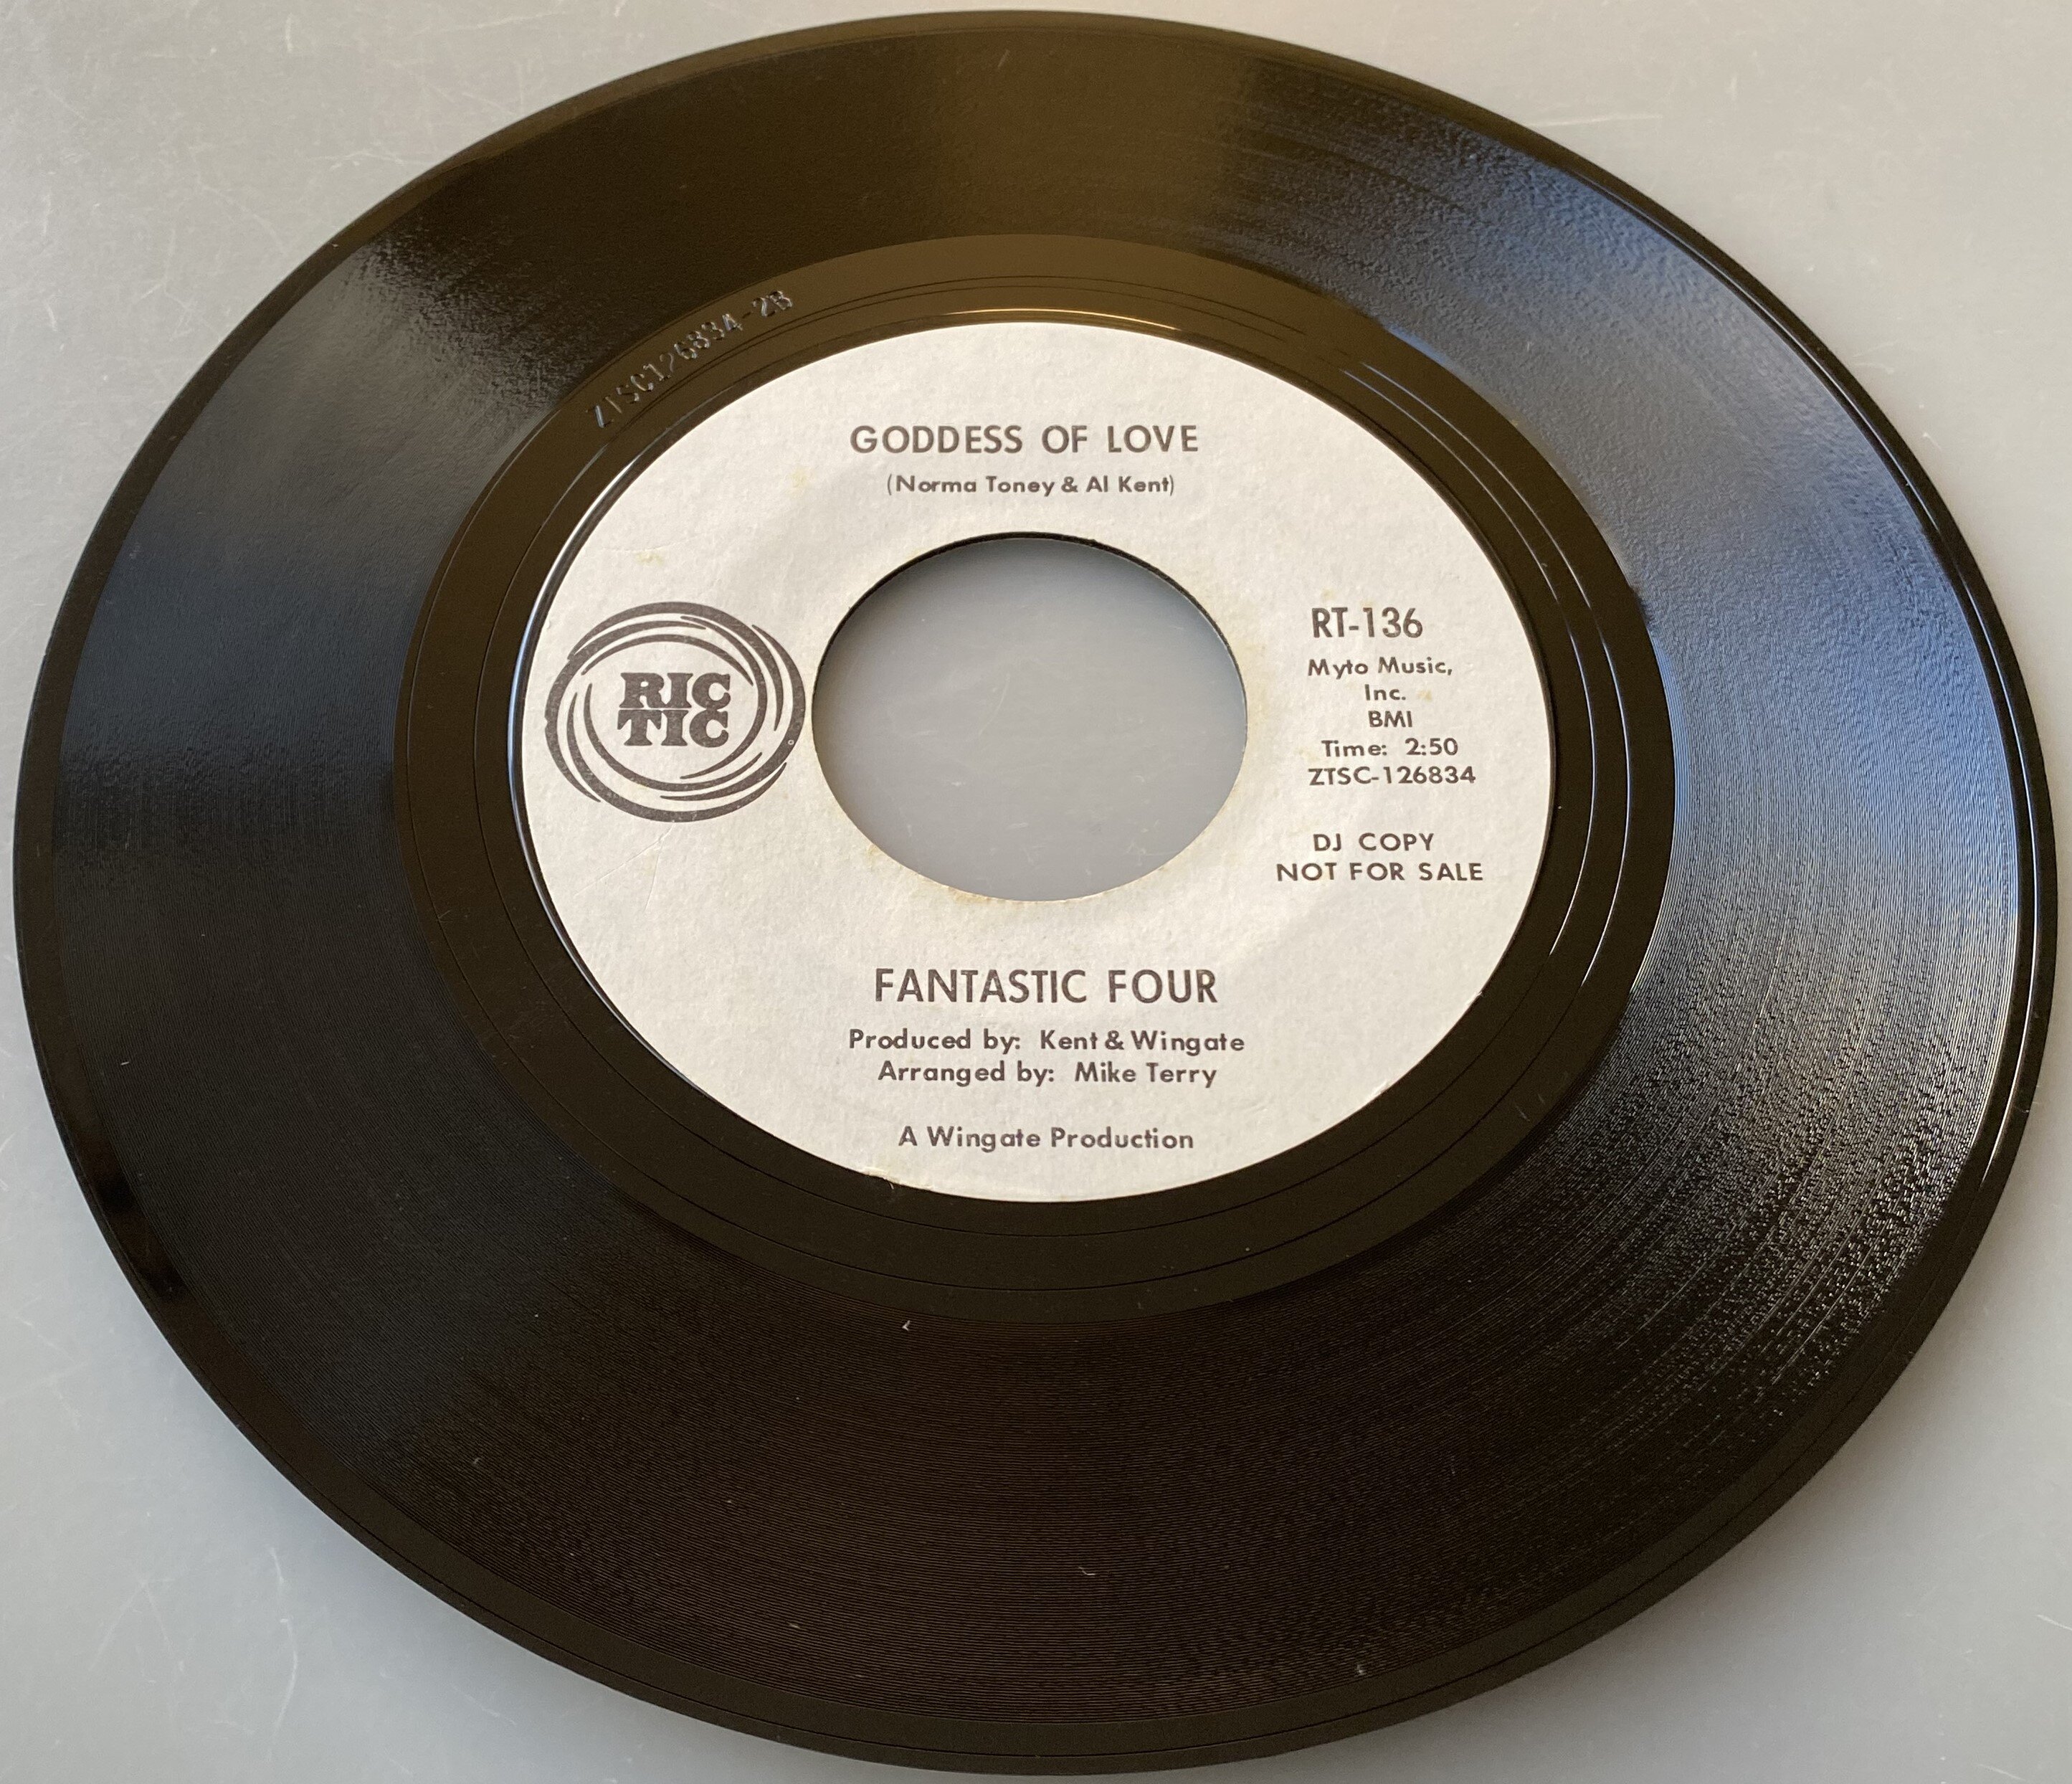 ZTSC126834-2B
GODDESS OF LOVE
(Norma Toney & Al Kent)
RIC
TIC
RT-136
Myto Music,
Inc.
BMI
Time: 2:50
ZTSC-126834
DJ COPY
NOT FOR SALE
FANTASTIC FOUR
Produced by: Kent & Wingate
Arranged by: Mike Terry
A Wingate Production